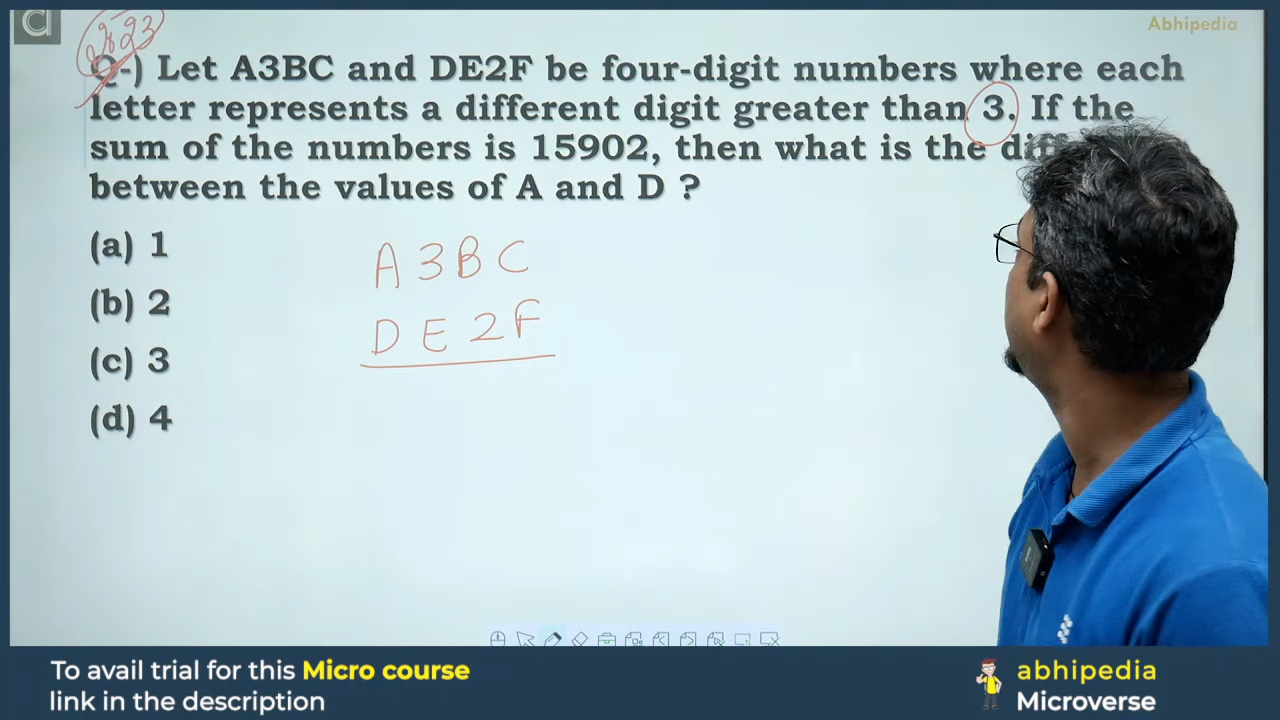 Abhipedia
Q-) Let A3BC and DE2F be four-digit numbers where each
letter represents a different digit greater than 3. If the
sum of the numbers is 15902, then what is the
between the values of A and D ?
(a) 1
(b) 2
(c) 3
(d) 4
A3BC
DE2F
To avail trial for this Micro course
link in the description
abhipedia
Microverse